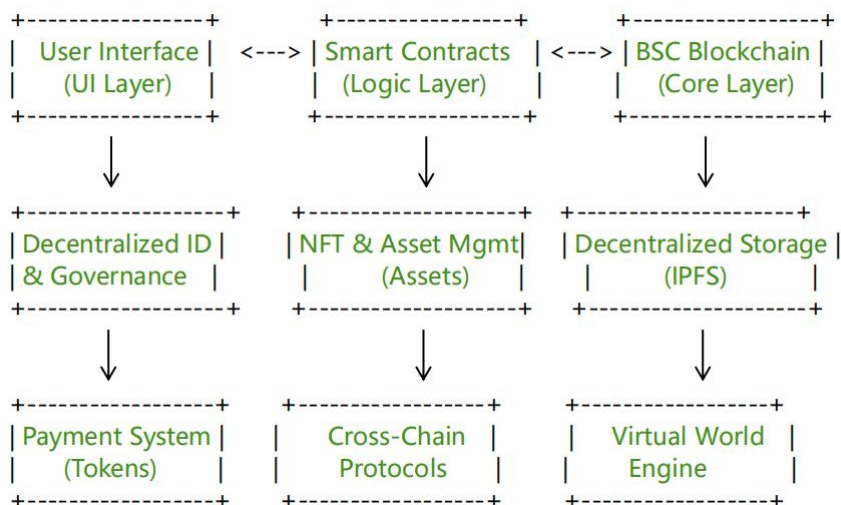 +-----------------+ +-----------------+ +------------------+
| User Interface | <---> | Smart Contracts | <---> | BSC Blockchain |
| (UI Layer) | | (Logic Layer) | | (Core Layer) |
+-----------------+ +-------------------+ +-----------------+
+-------------------+ +-------------------+ +--------------------+
| Decentralized ID | | NFT & Asset Mgmt| | Decentralized Storage |
| & Governance | | (Assets) | | (IPFS) |
+-------------------+ +-------------------+ +--------------------+
+------------------+ +-----------------+ +------------------+
| Payment System | | Cross-Chain | | Virtual World |
| (Tokens) | | Protocols | | Engine |
+------------------+ +------------------+ +-----------------+